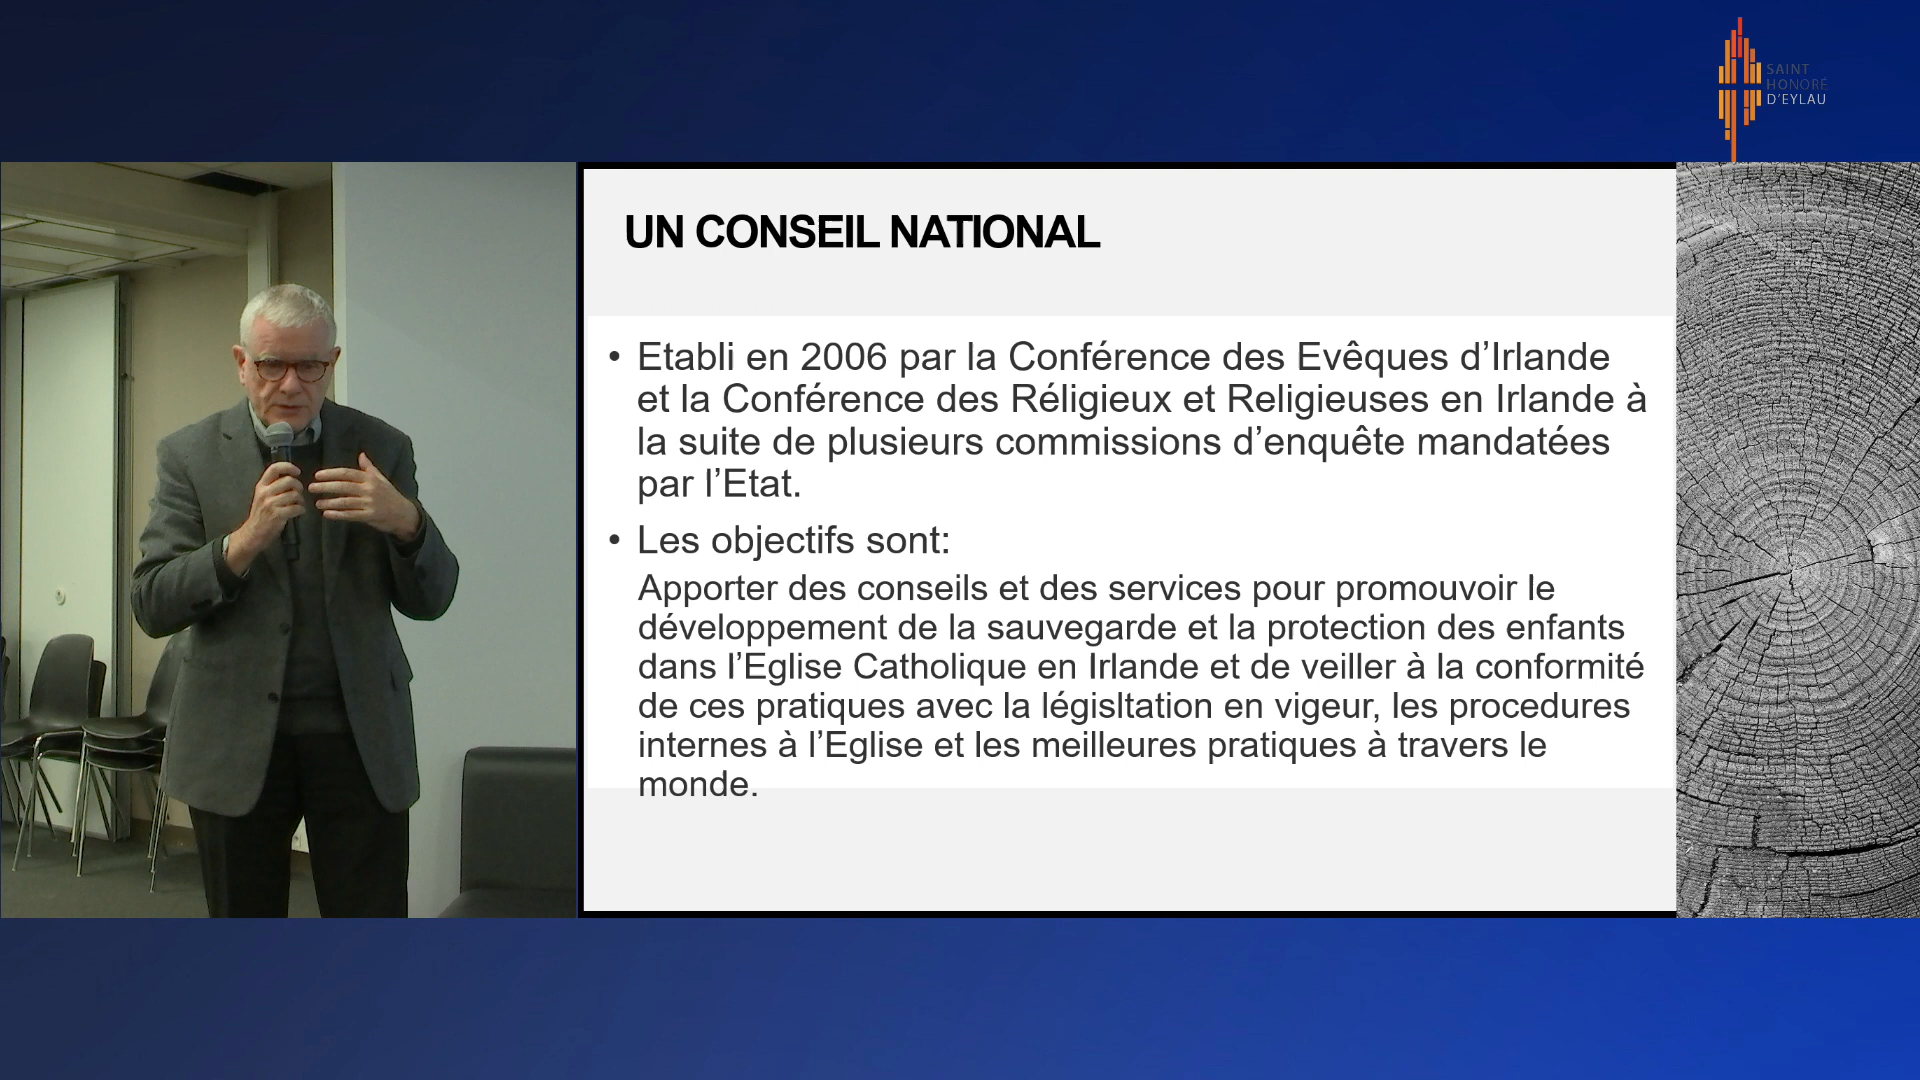 SAINT
HONORÉ
D'EYLAU
UN CONSEIL NATIONAL
• Etabli en 2006 par la Conférence des Evêques d’Irlande
et la Conférence des Réligieux et Religieuses en Irlande à
la suite de plusieurs commissions d’enquête mandatées
par l’Etat.
• Les objectifs sont:
Apporter des conseils et des services pour promouvoir le
développement de la sauvegarde et la protection des enfants
dans l’Eglise Catholique en Irlande et de veiller à la conformité
de ces pratiques avec la législtation en vigeur, les procedures
internes à l’Eglise et les meilleures pratiques à travers le
monde.